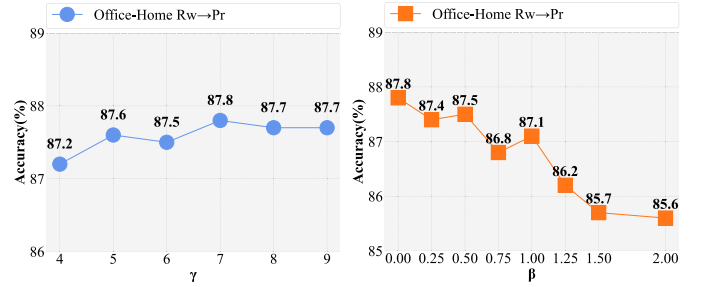 Office-Home Rw→Pr
89
88
87
86
Accuracy(%)
87.2
87.6
87.5
87.8
87.7
87.7
4 5 6 7 8 9
γ
Office-Home Rw→Pr
89
88
87
86
85
Accuracy(%)
87.8
87.4
87.5
86.8
87.1
86.2
85.7
85.6
0.00 0.25 0.50 0.75 1.00 1.25 1.50 2.00
β